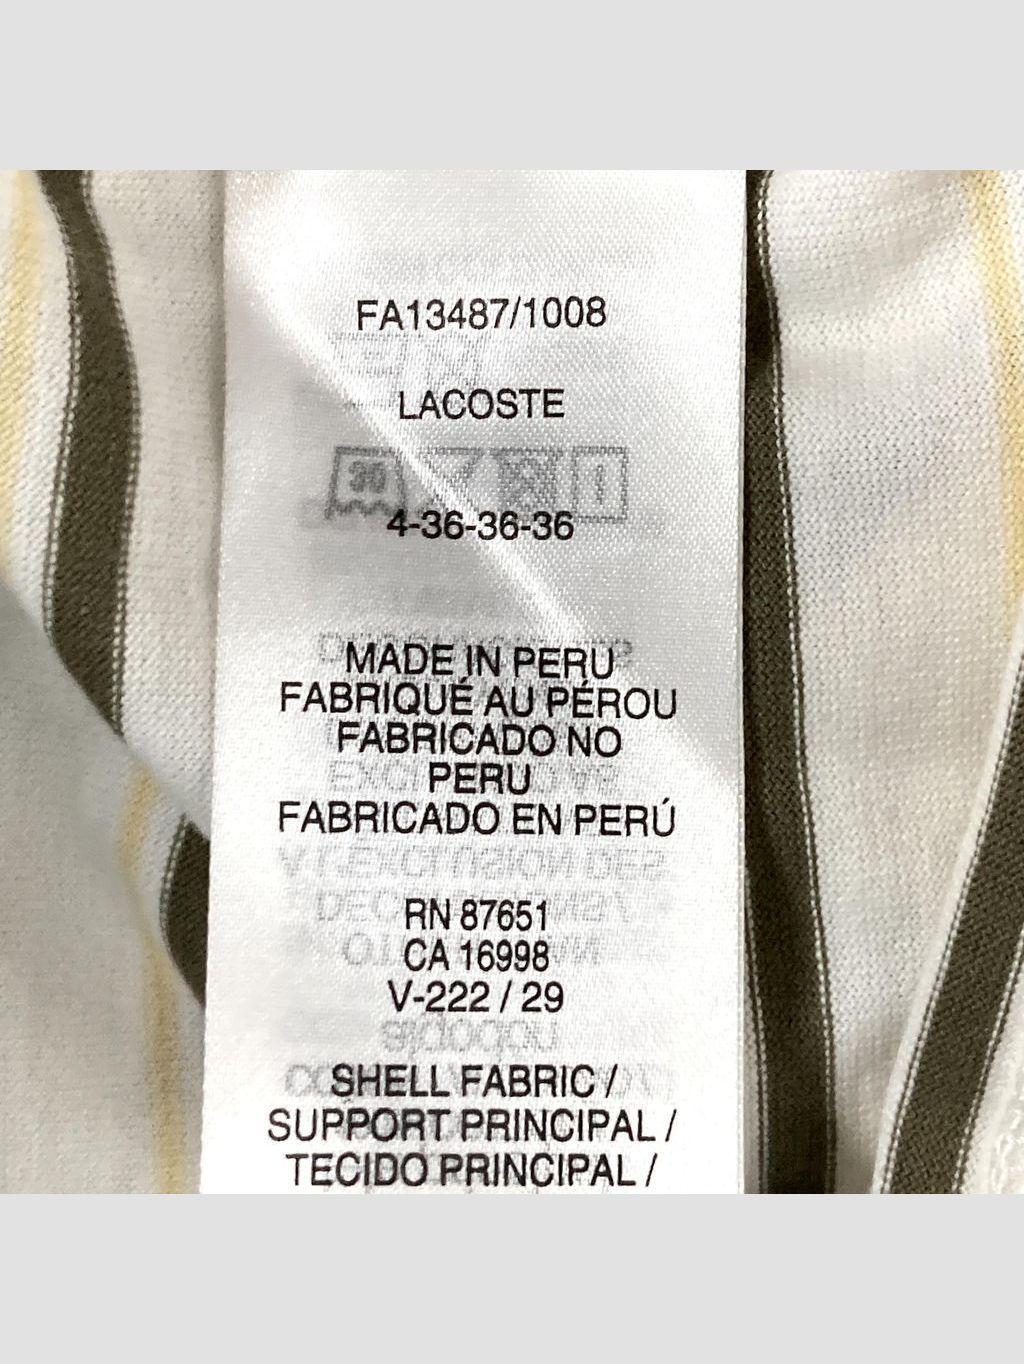 FA13487/1008
LACOSTE
4-36-36-36
MADE IN PERU
FABRIQUÉ AU PÉROU
FABRICADO NO
PERU
FABRICADO EN PERÚ
RN 87651
CA 16998
V-222 / 29
SHELL FABRIC /
SUPPORT PRINCIPAL /
TECIDO PRINCIPAL /